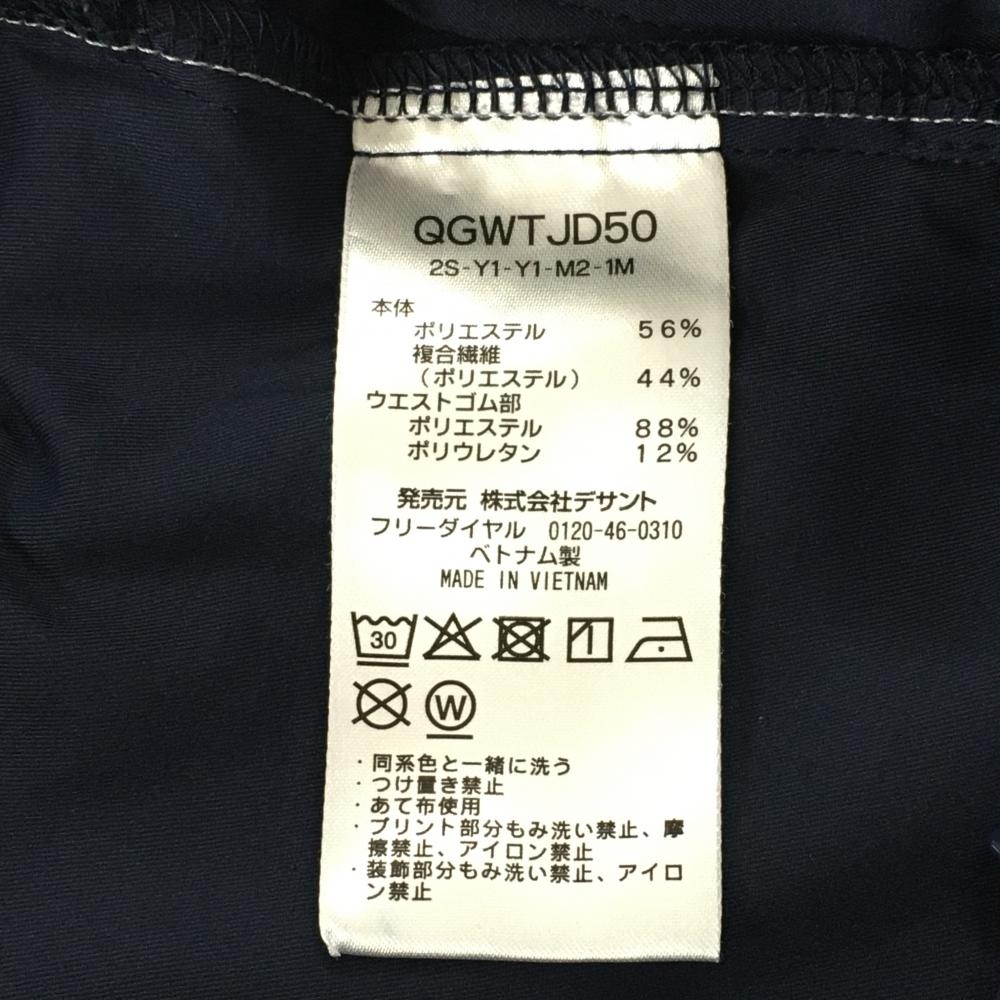 QGWTJD50
2S-Y1-Y1-M2-1M
本体
ポリエステル 56%
複合繊維
(ポリエステル) 44%
ウエストゴム部
ポリエステル 88%
ポリウレタン 12%
発売元 株式会社デサント
フリーダイヤル 0120-46-0310
ベトナム製
MADE IN VIETNAM
30
W
・同系色と一緒に洗う
・つけ置き禁止
・あて布使用
・プリント部分もみ洗い禁止、摩
擦禁止、アイロン禁止
・装飾部分もみ洗い禁止、アイロ
ン禁止